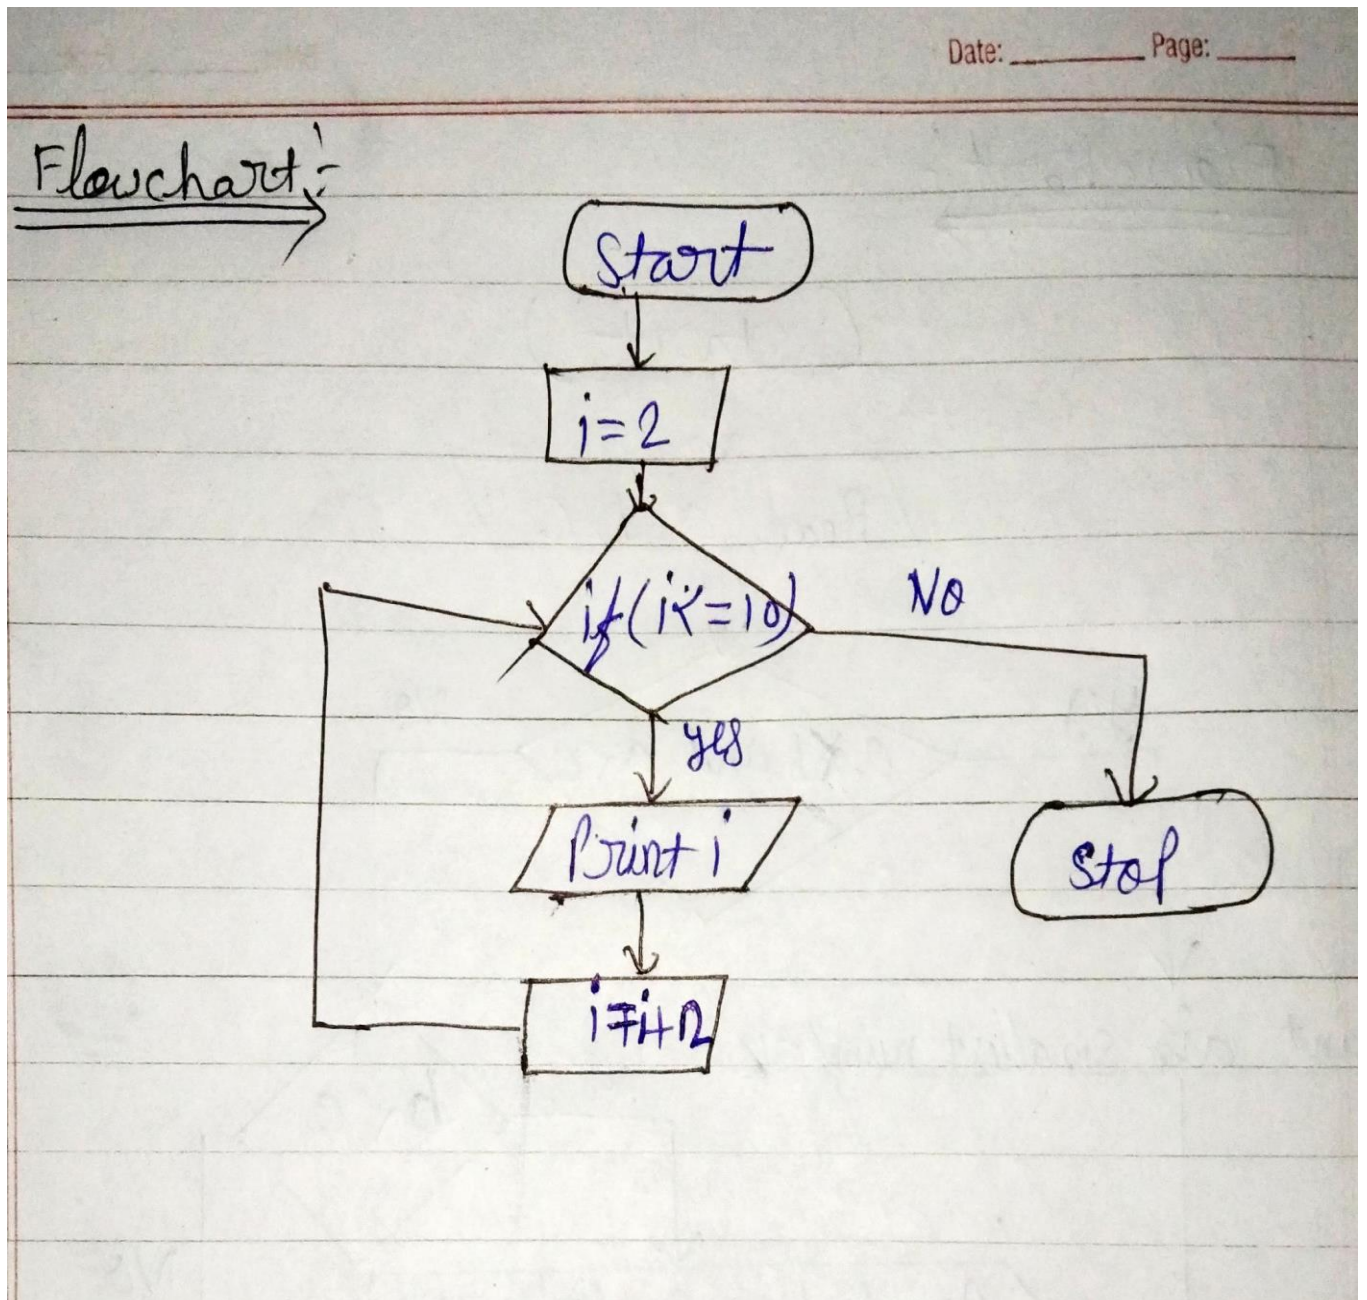 Date: Page:
Flowchart:-
Start
i=2
if(i<=10)
No
yes
Print i
Stop
i=i+2